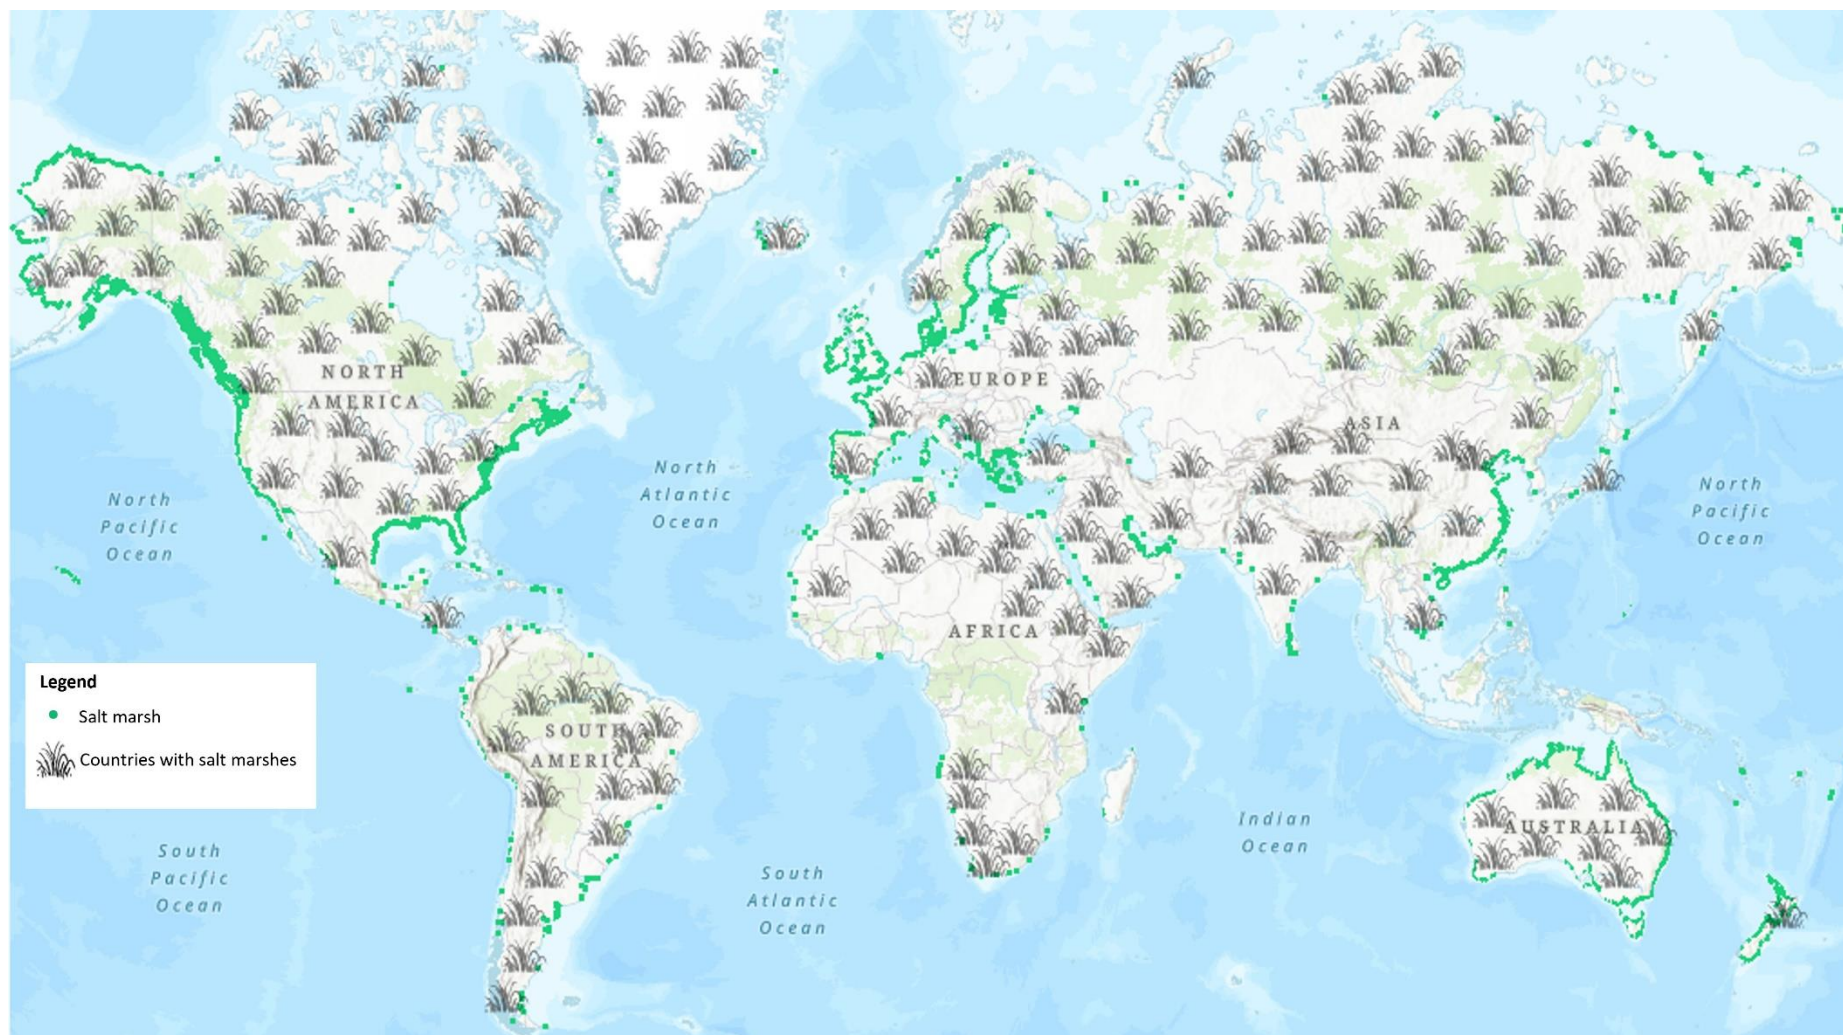 NORTH
AMERICA
EUROPE
ASIA
North
Pacific
Ocean
North
Atlantic
Ocean
North
Pacific
Ocean
AFRICA
Legend
Salt marsh
Countries with salt marshes
SOUTH
AMERICA
Indian
Ocean
AUSTRALIA
South
Pacific
Ocean
South
Atlantic
Ocean